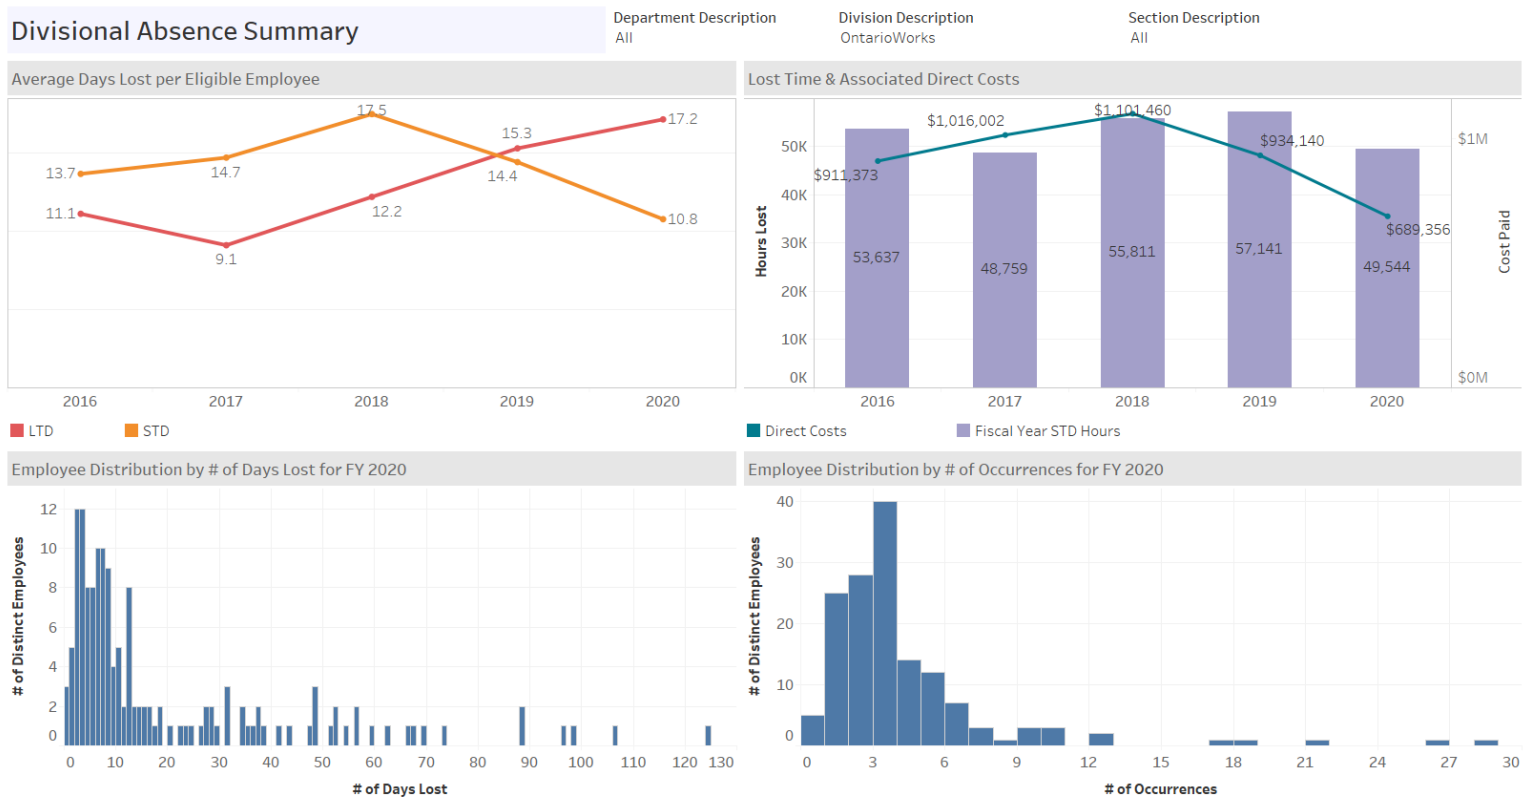 Divisional Absence Summary
Department Description
All
Division Description
OntarioWorks
Section Description
All
Average Days Lost per Eligible Employee
17.5
17.2
15.3
13.7
14.7
14.4
11.1
12.2
10.8
9.1
2016 2017 2018 2019 2020
LTD STD
Lost Time & Associated Direct Costs
Hours Lost
50K
40K
30K
20K
10K
0K
$911,373
$1,016,002
$1,101,460
$934,140
$689,356
53,637
48,759
55,811
57,141
49,544
$1M
$0M
Cost Paid
2016 2017 2018 2019 2020
Direct Costs Fiscal Year STD Hours
Employee Distribution by # of Days Lost for FY 2020
# of Distinct Employees
12
10
8
6
4
2
0
0 10 20 30 40 50 60 70 80 90 100 110 120 130
# of Days Lost
Employee Distribution by # of Occurrences for FY 2020
# of Distinct Employees
40
30
20
10
0
0 3 6 9 12 15 18 21 24 27 30
# of Occurrences